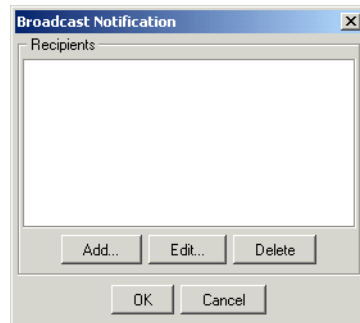 Broadcast Notification
Recipients
Add... Edit... Delete
OK Cancel